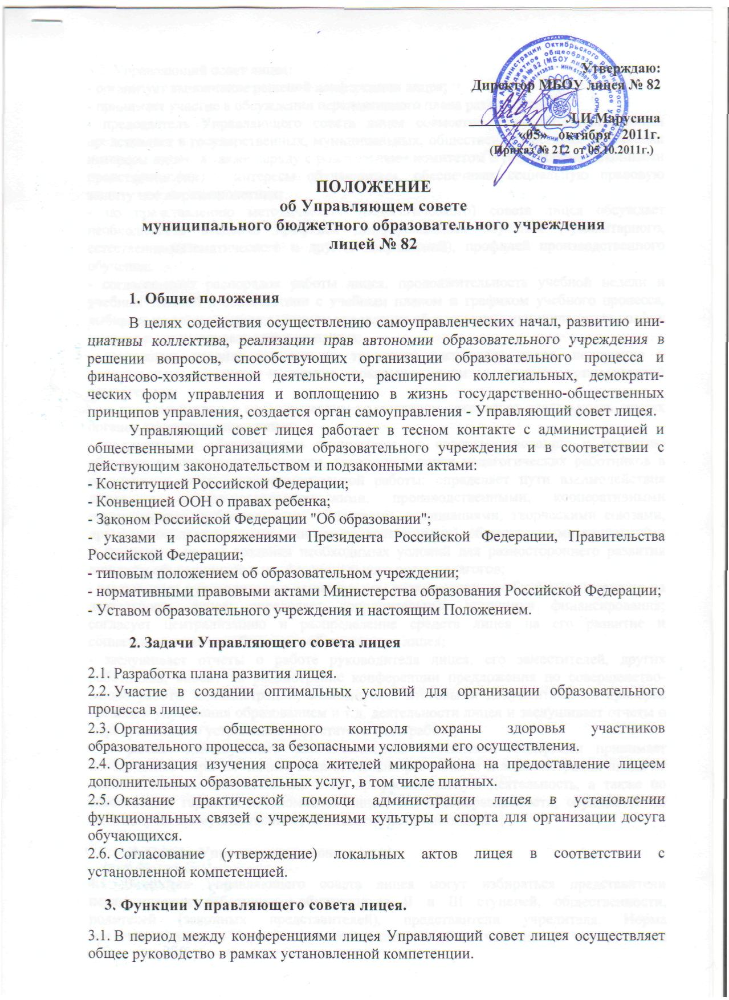 Утверждаю:
Директор МБОУ лицея № 82
Л.И.Марусина
«05» октября 2011г.
(Приказ № 212 от 05.10.2011г.)
ПОЛОЖЕНИЕ
об Управляющем совете
муниципального бюджетного образовательного учреждения
лицей № 82
1. Общие положения
В целях содействия осуществлению самоуправленческих начал, развитию ини-
циативы коллектива, реализации прав автономии образовательного учреждения в
решении вопросов, способствующих организации образовательного процесса и
финансово-хозяйственной деятельности, расширению коллегиальных, демократи-
ческих форм управления и воплощению в жизнь государственно-общественных
принципов управления, создается орган самоуправления - Управляющий совет лицея.
Управляющий совет лицея работает в тесном контакте с администрацией и
общественными организациями образовательного учреждения и в соответствии с
действующим законодательством и подзаконными актами:
- Конституцией Российской Федерации;
- Конвенцией ООН о правах ребенка;
- Законом Российской Федерации "Об образовании";
- указами и распоряжениями Президента Российской Федерации, Правительства
Российской Федерации;
- типовым положением об образовательном учреждении;
- нормативными правовыми актами Министерства образования Российской Федерации;
- Уставом образовательного учреждения и настоящим Положением.
2. Задачи Управляющего совета лицея
2.1. Разработка плана развития лицея.
2.2. Участие в создании оптимальных условий для организации образовательного
процесса в лицее.
2.3. Организация общественного контроля охраны здоровья участников
образовательного процесса, за безопасными условиями его осуществления.
2.4. Организация изучения спроса жителей микрорайона на предоставление лицеем
дополнительных образовательных услуг, в том числе платных.
2.5. Оказание практической помощи администрации лицея в установлении
функциональных связей с учреждениями культуры и спорта для организации досуга
обучающихся.
2.6. Согласование (утверждение) локальных актов лицея в соответствии с
установленной компетенцией.
3. Функции Управляющего совета лицея.
3.1. В период между конференциями лицея Управляющий совет лицея осуществляет
общее руководство в рамках установленной компетенции.